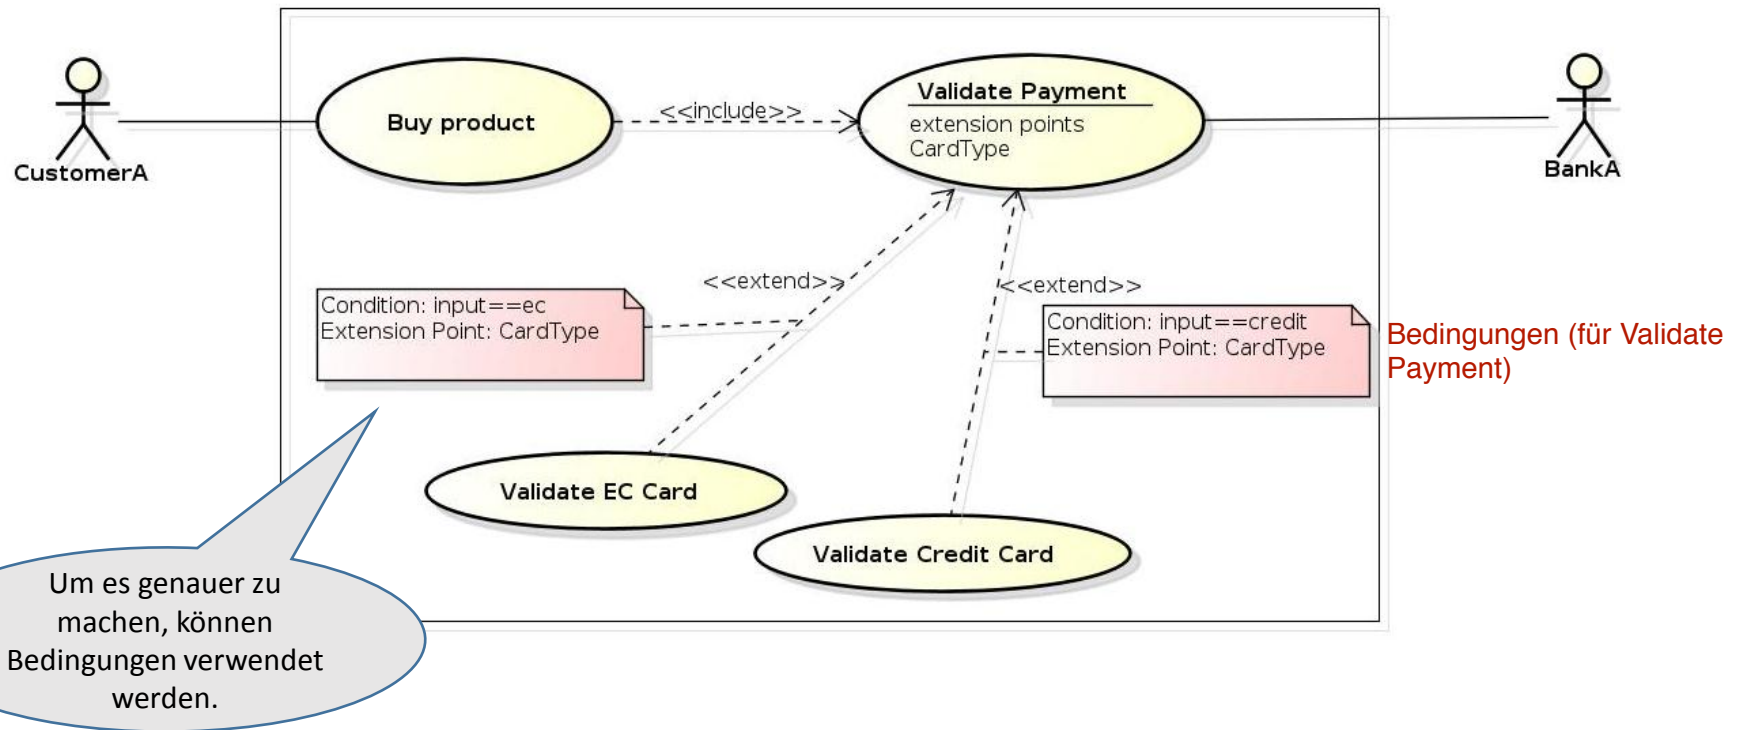 CustomerA
Buy product
<<include>>
Validate Payment
extension points
CardType
BankA
<<extend>>
<<extend>>
Condition: input==ec
Extension Point: CardType
Condition: input==credit
Extension Point: CardType
Bedingungen (für Validate
Payment)
Validate EC Card
Validate Credit Card
Um es genauer zu
machen, können
Bedingungen verwendet
werden.